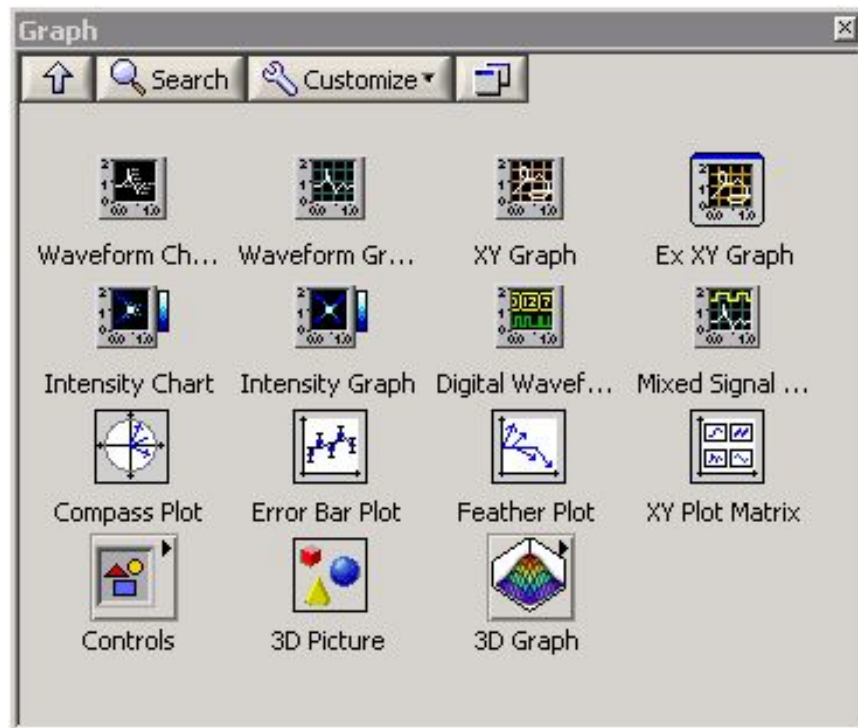 Graph
Search Customize
Waveform Ch... Waveform Gr... XY Graph Ex XY Graph
Intensity Chart Intensity Graph Digital Wavef... Mixed Signal ...
Compass Plot Error Bar Plot Feather Plot XY Plot Matrix
Controls 3D Picture 3D Graph